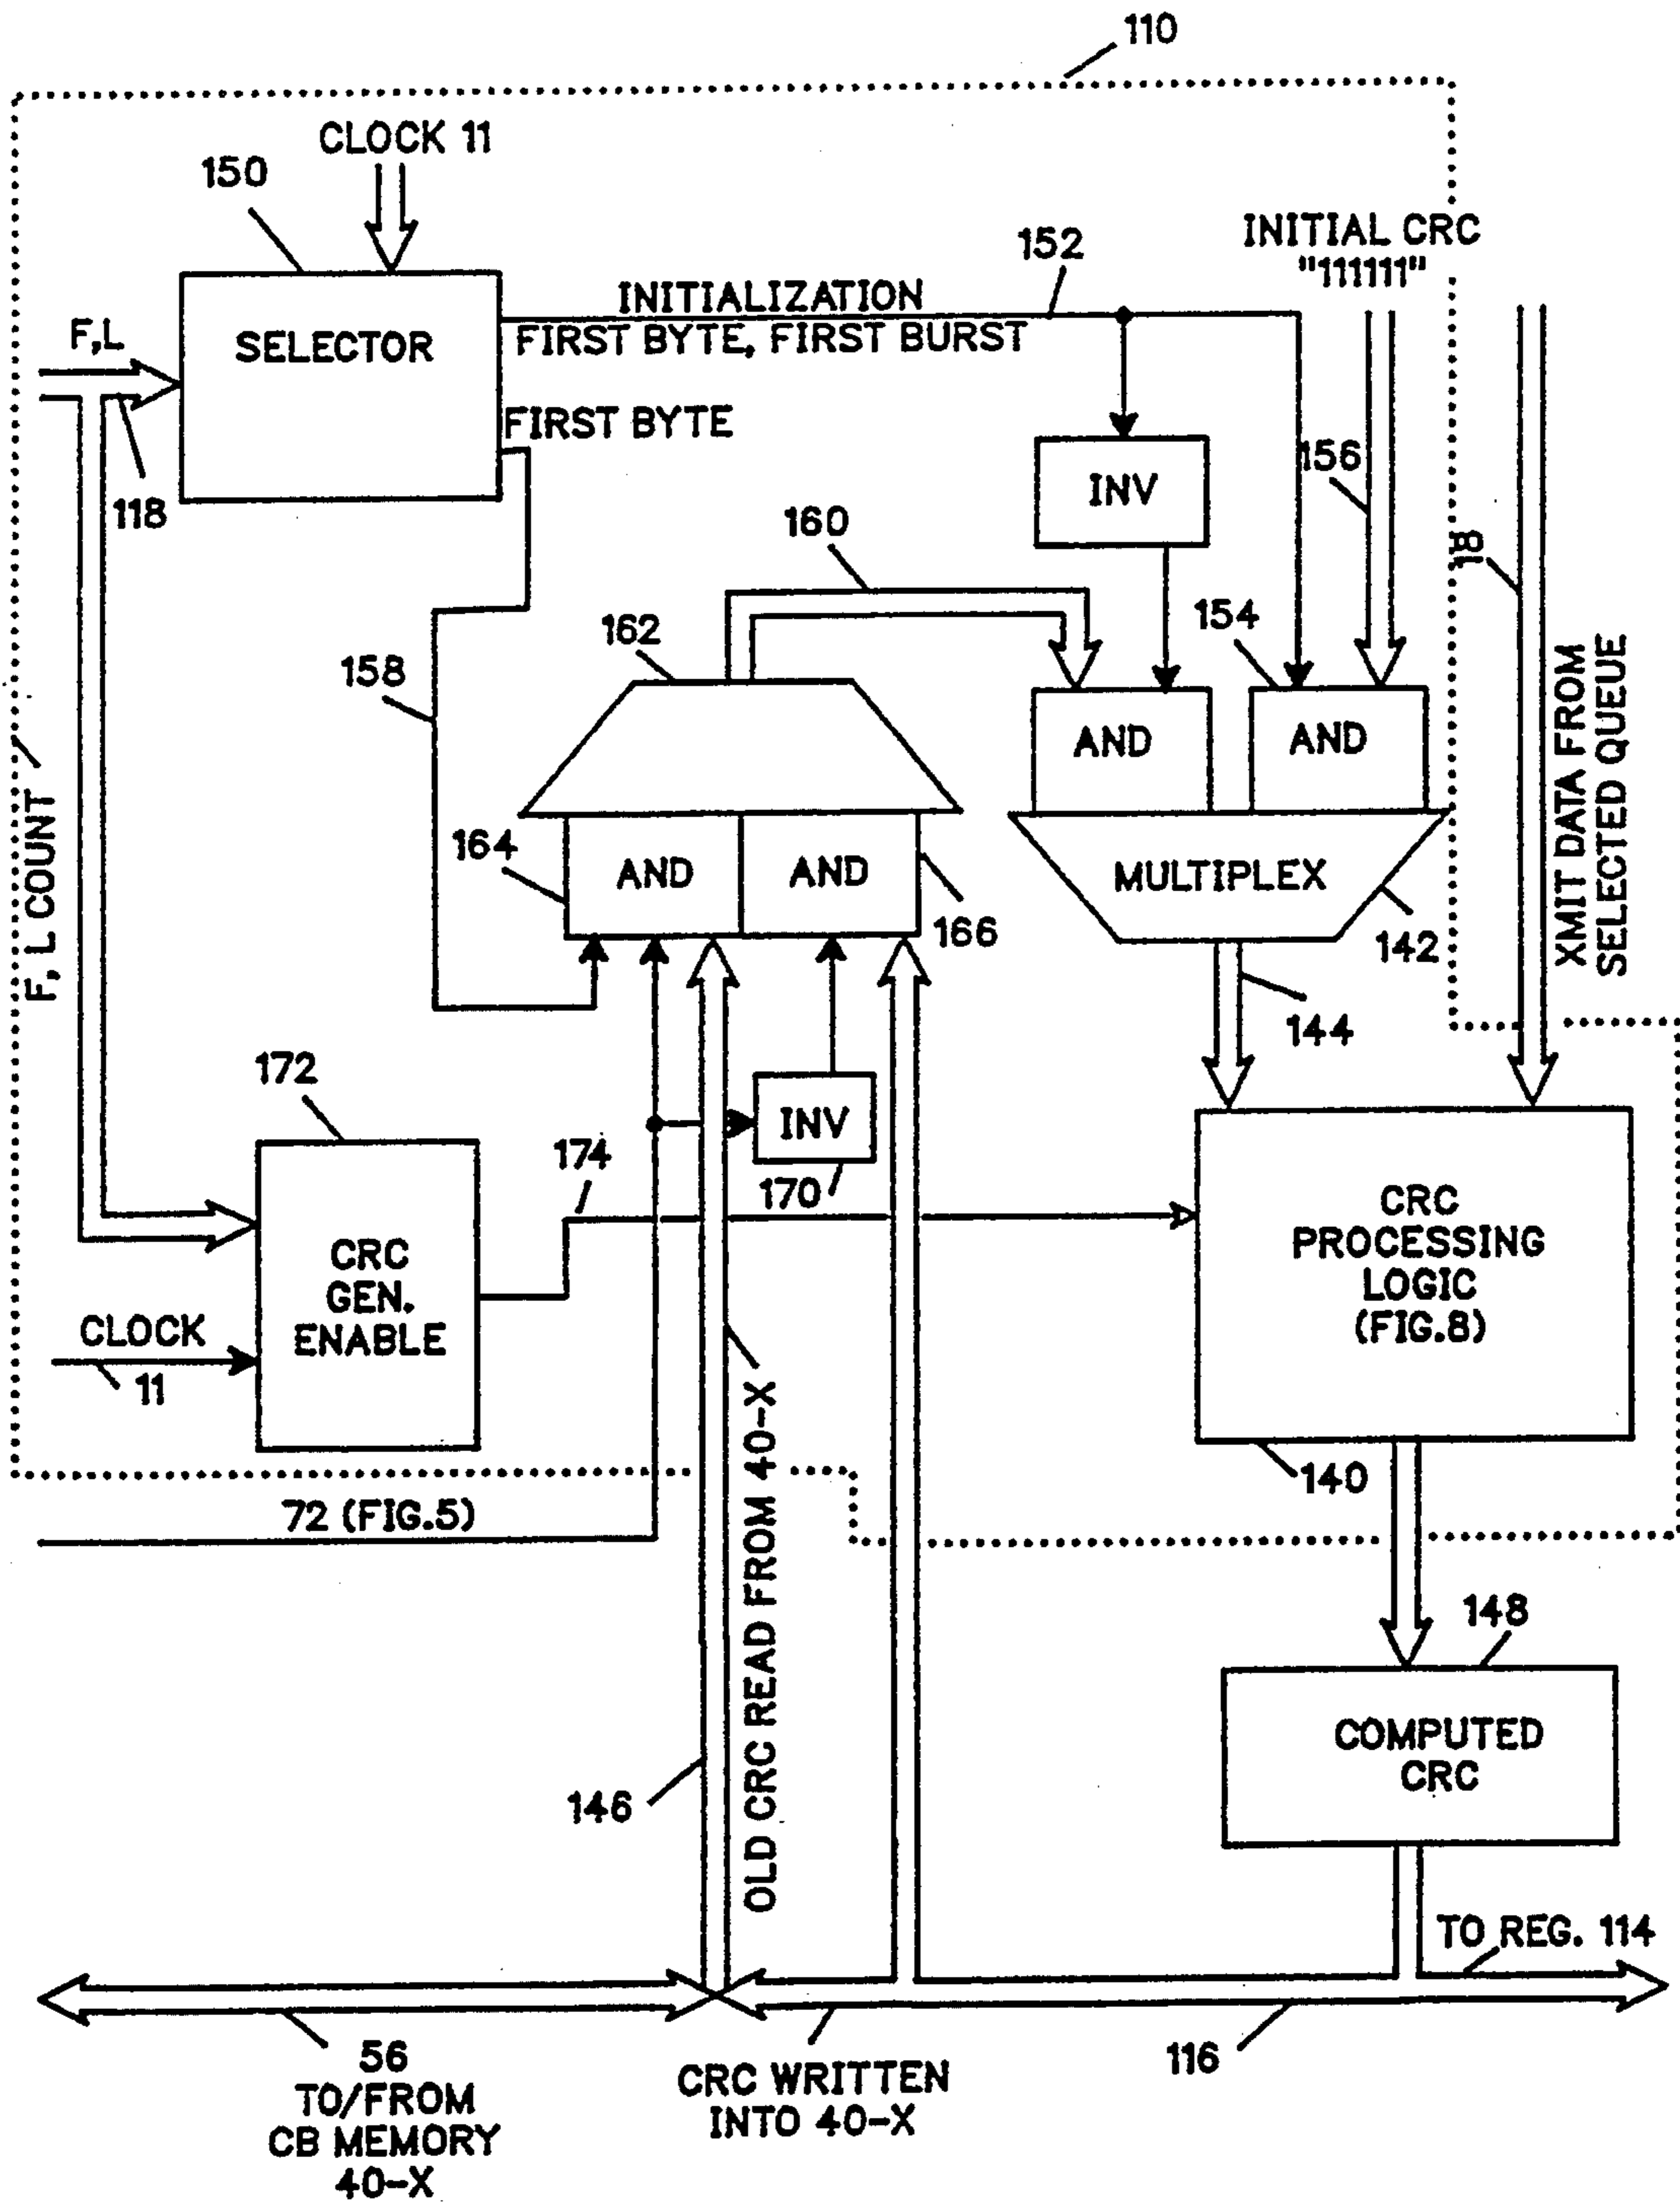 110
CLOCK 11
150
152
INITIAL CRC
"111111"
INITIALIZATION
FIRST BYTE, FIRST BURST
F,L
SELECTOR
FIRST BYTE
118
156
INV
160
18
154
162
158
XMIT DATA FROM
SELECTED QUEUE
AND
AND
F, L COUNT
164
AND
AND
MULTIPLEX
166
142
144
172
INV
174
170
CRC
GEN.
ENABLE
CRC
PROCESSING
LOGIC
(FIG.8)
CLOCK
11
140
72 (FIG.5)
OLD CRC READ FROM 40-X
148
COMPUTED
CRC
146
TO REG. 114
56
TO/FROM
CB MEMORY
40-X
CRC WRITTEN
INTO 40-X
116